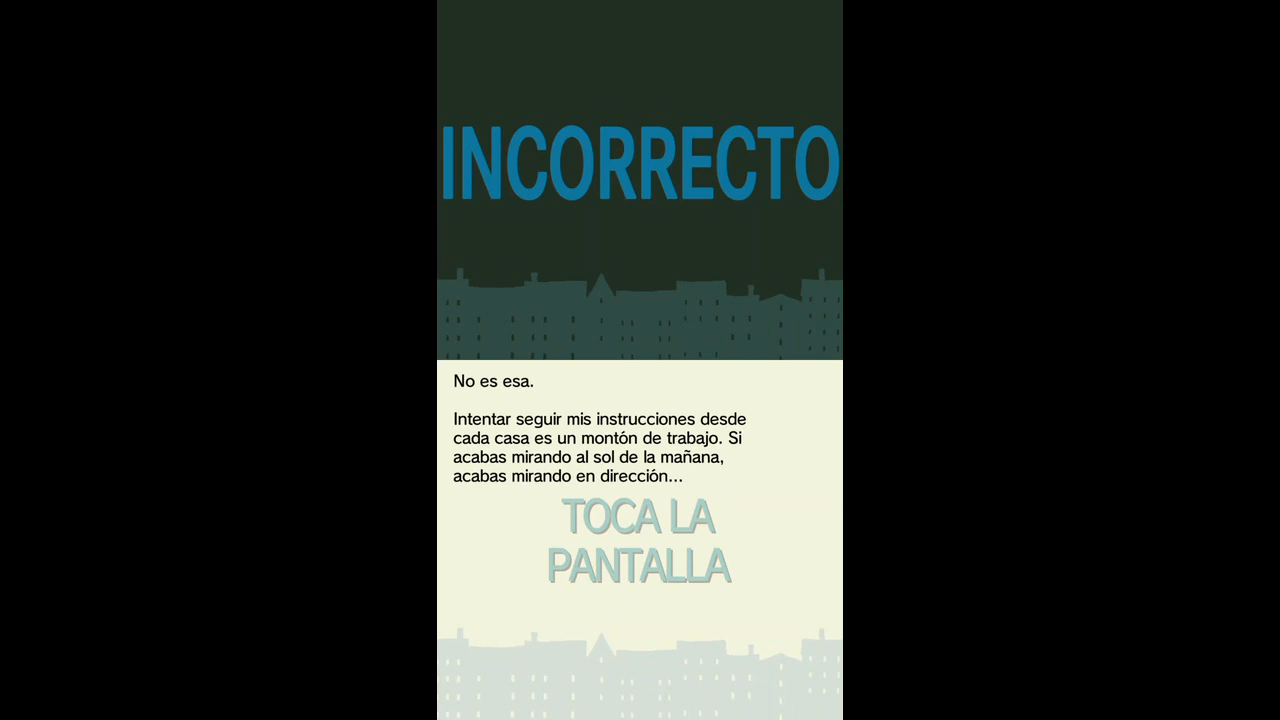 INCORRECTO
No es esa.
Intentar seguir mis instrucciones desde
cada casa es un montón de trabajo. Si
acabas mirando al sol de la mañana,
acabas mirando en dirección...
TOCA LA
PANTALLA